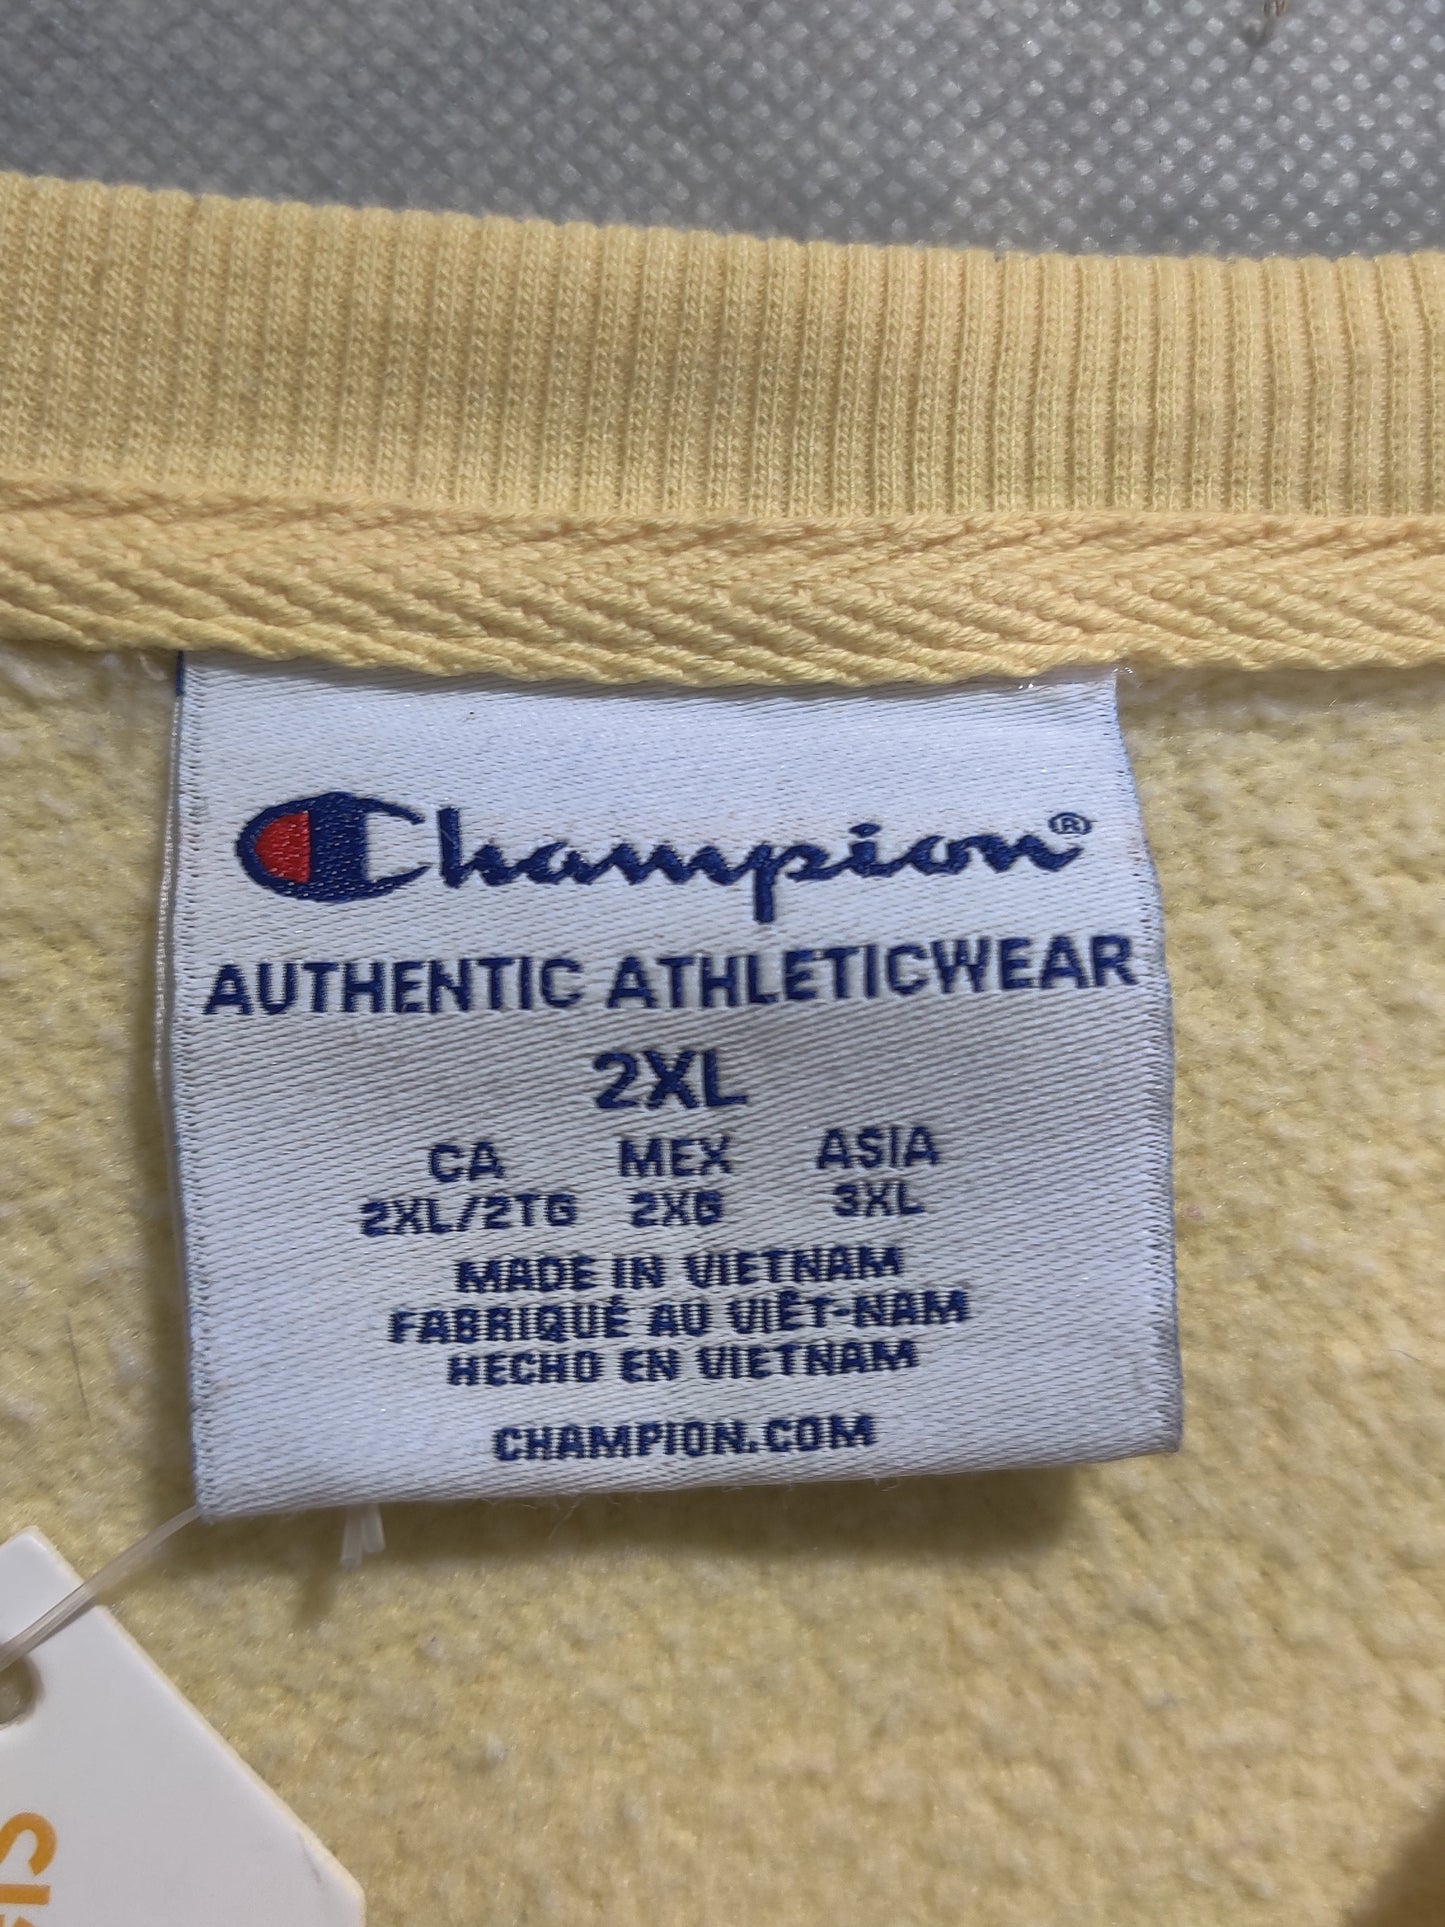 Champion®
AUTHENTIC ATHLETICWEAR
2XL
CA MEX ASIA
2XL/2TG 2XG 3XL
MADE IN VIETNAM
FABRIQUÉ AU VIÊT-NAM
HECHO EN VIETNAM
CHAMPION.COM